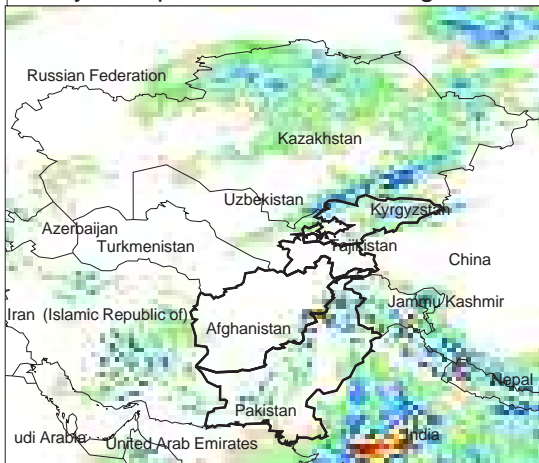 Russian Federation
Kazakhstan
Uzbekistan
Kyrgyzstan
Azerbaijan
Turkmenistan
Tajikistan
China
Jammu/Kashmir
Iran (Islamic Republic of)
Afghanistan
Nepal
Pakistan
India
udi Arabia
United Arab Emirates